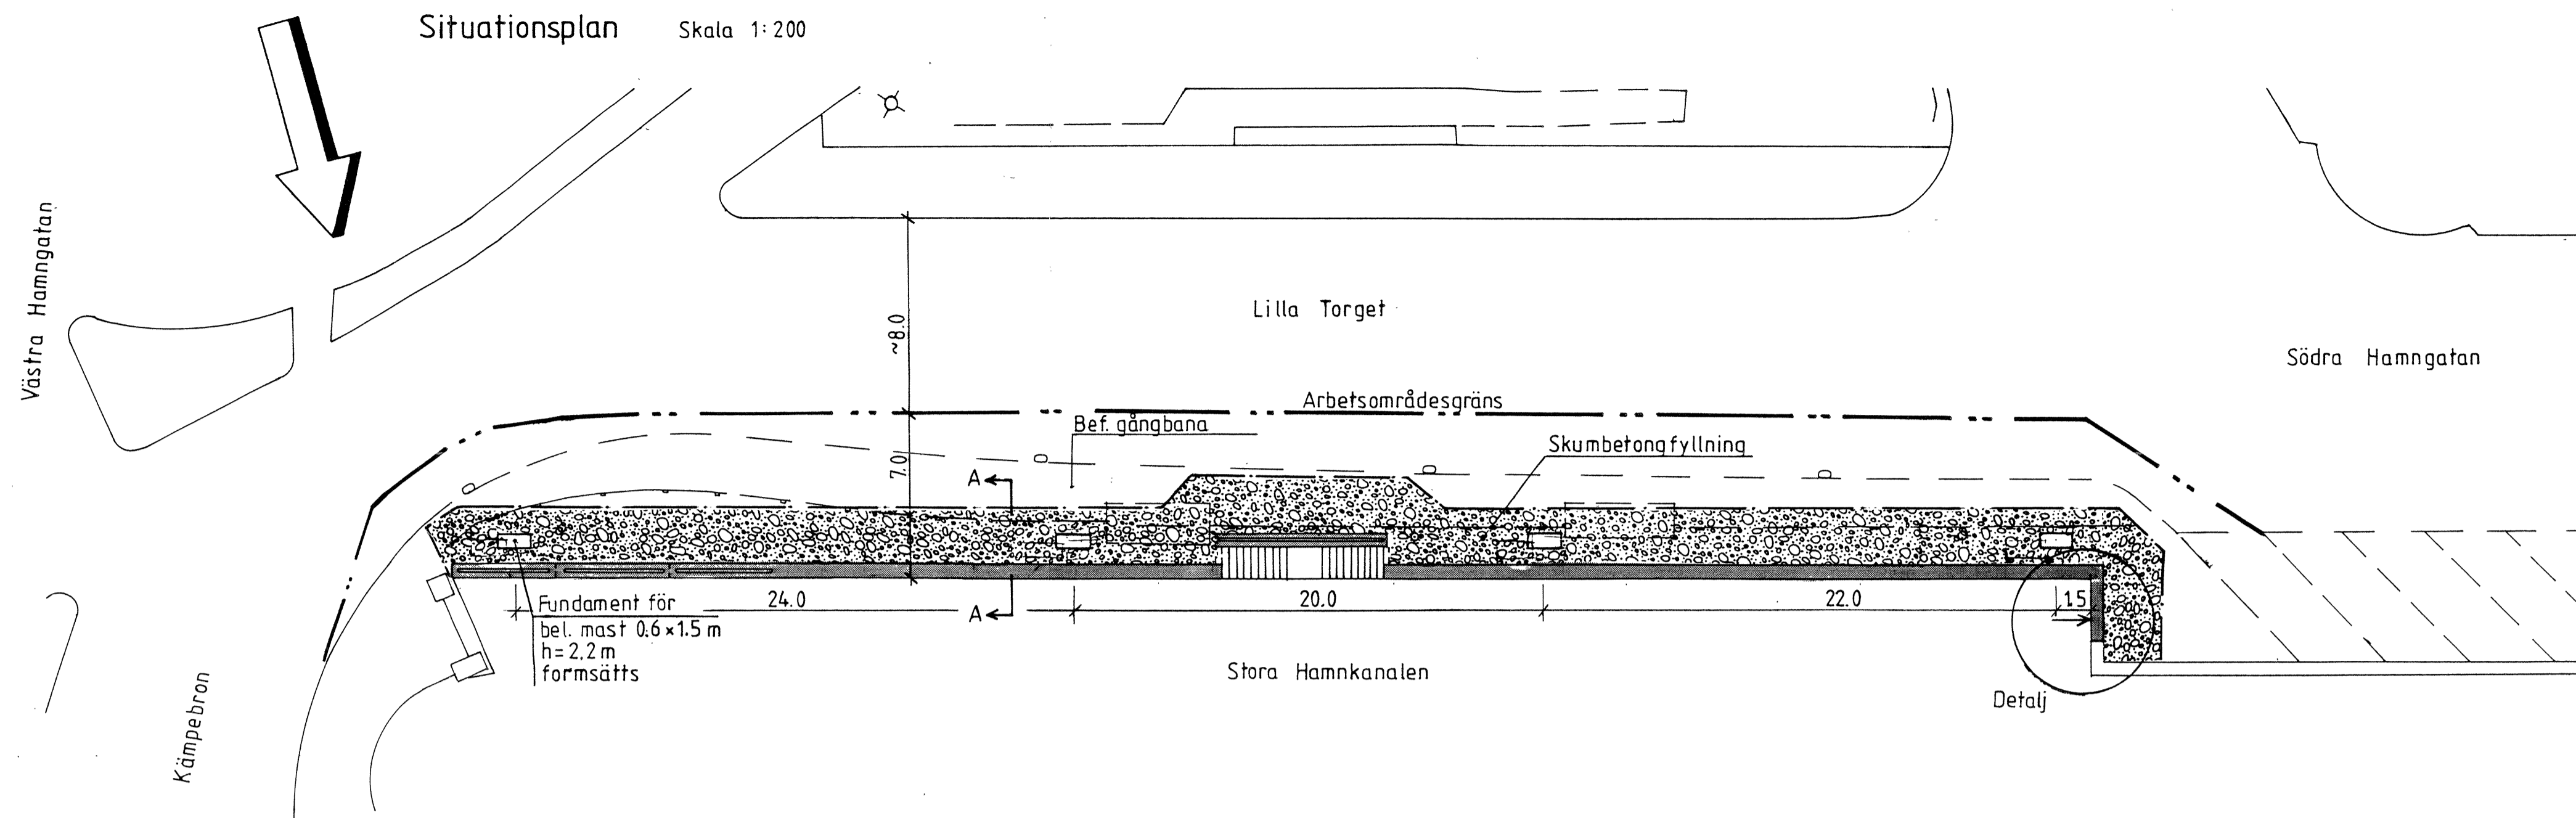 Situationsplan Skala 1:200
Västra Hamngatan
Lilla Torget
~8.0
Södra Hamngatan
Arbetsområdesgräns
Bef. gångbana
Skumbetongfyllning
7.0
A
24.0
20.0
22.0
1.5
A
Fundament för
bel. mast 0.6×1.5 m
h=2,2 m
formsätts
Stora Hamnkanalen
Detalj
Kämpebron